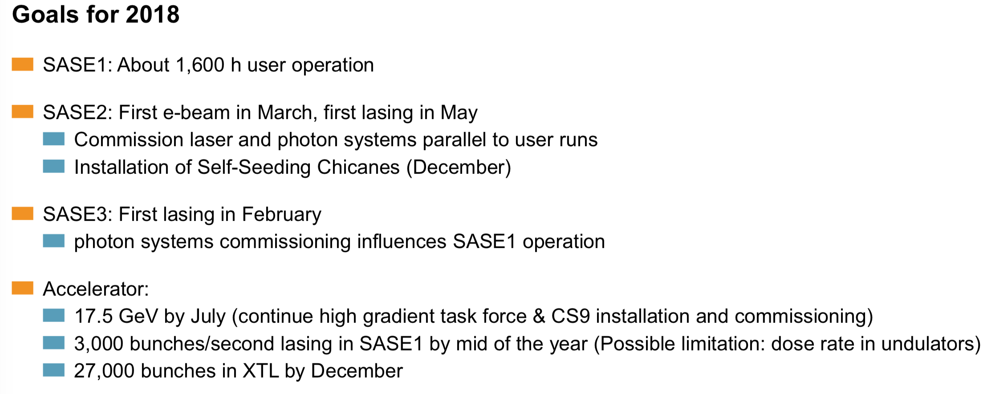 Goals for 2018
SASE1: About 1,600 h user operation
SASE2: First e-beam in March, first lasing in May
Commission laser and photon systems parallel to user runs
Installation of Self-Seeding Chicanes (December)
SASE3: First lasing in February
photon systems commissioning influences SASE1 operation
Accelerator:
17.5 GeV by July (continue high gradient task force & CS9 installation and commissioning)
3,000 bunches/second lasing in SASE1 by mid of the year (Possible limitation: dose rate in undulators)
27,000 bunches in XTL by December